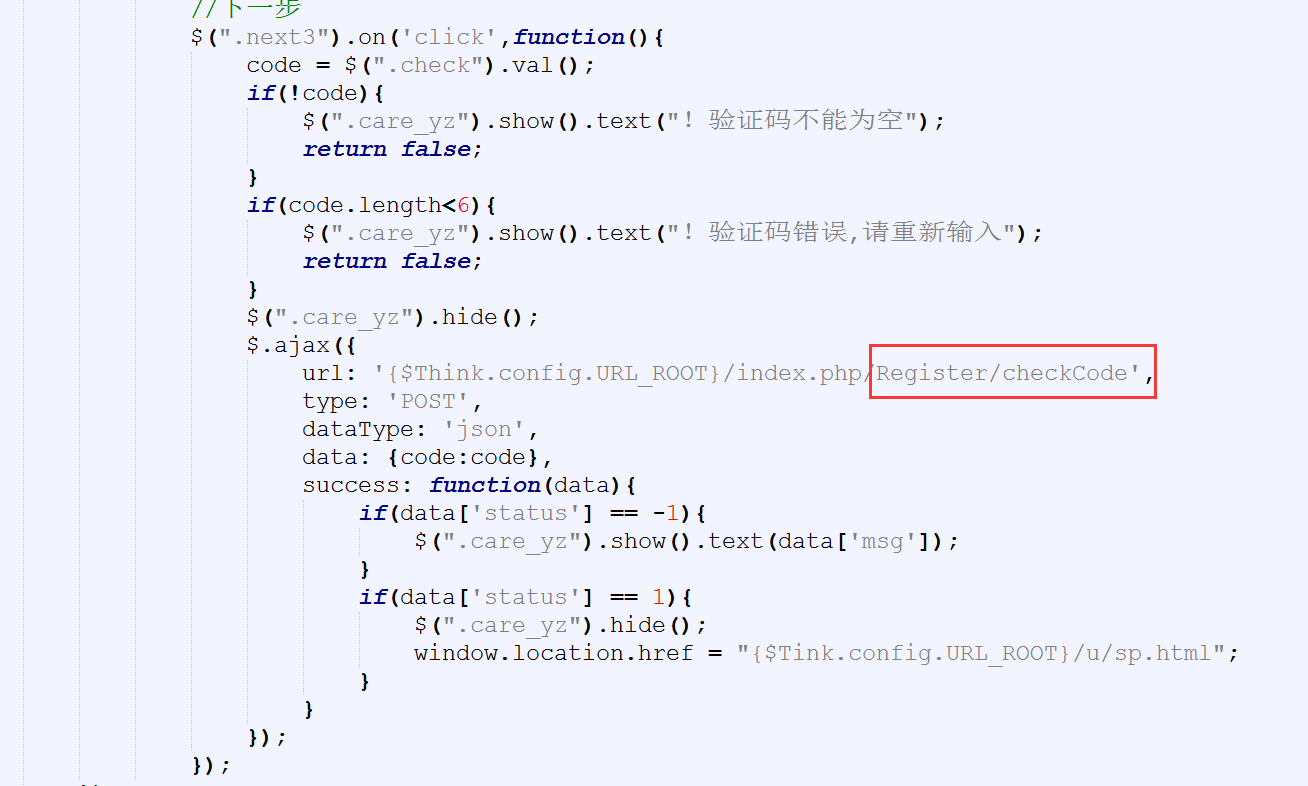 //下一步
$(".next3").on('click',function(){
code = $(".check").val();
if(!code){
$(".care_yz").show().text("! 验证码不能为空");
return false;
}
if(code.length<6){
$(".care_yz").show().text("! 验证码错误,请重新输入");
return false;
}
$(".care_yz").hide();
$.ajax({
url: '{$Think.config.URL_ROOT}/index.php/Register/checkCode',
type: 'POST',
dataType: 'json',
data: {code:code},
success: function(data){
if(data['status'] == -1){
$(".care_yz").show().text(data['msg']);
}
if(data['status'] == 1){
$(".care_yz").hide();
window.location.href = "{$Tink.config.URL_ROOT}/u/sp.html";
}
}
});
});